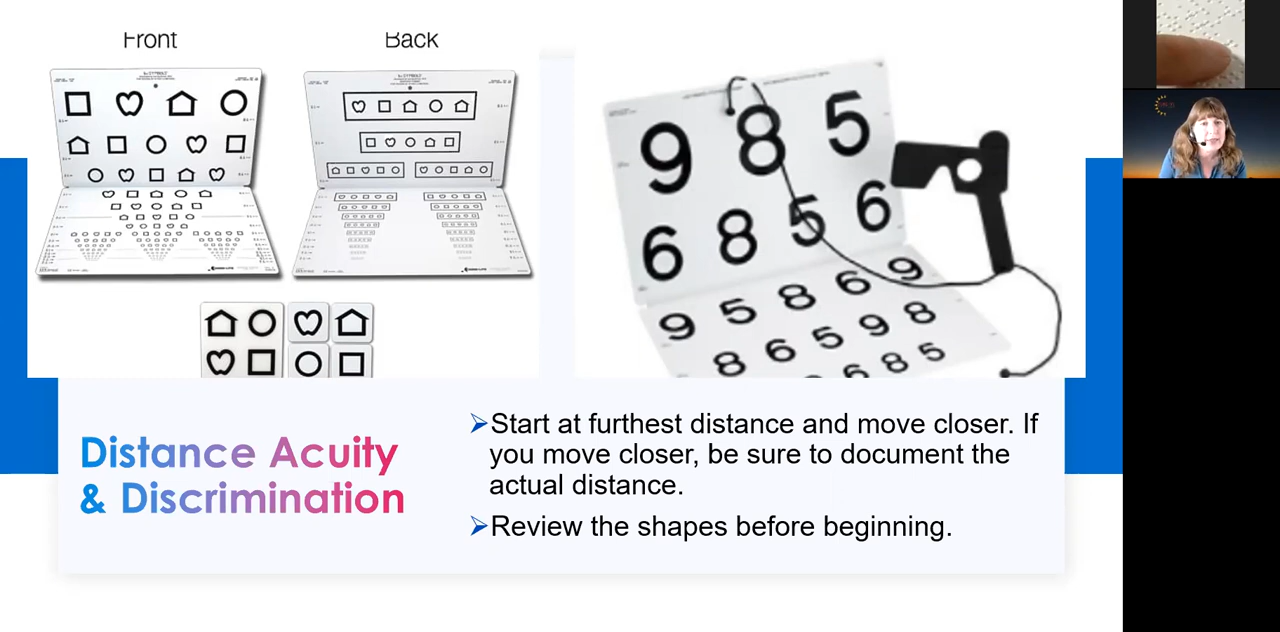 Front
Back
9 8 5
6 8 5 6
9 5 8 6 9
8 6 5 9 8
6 8 5
Distance Acuity
& Discrimination
➢Start at furthest distance and move closer. If
you move closer, be sure to document the
actual distance.
➢Review the shapes before beginning.